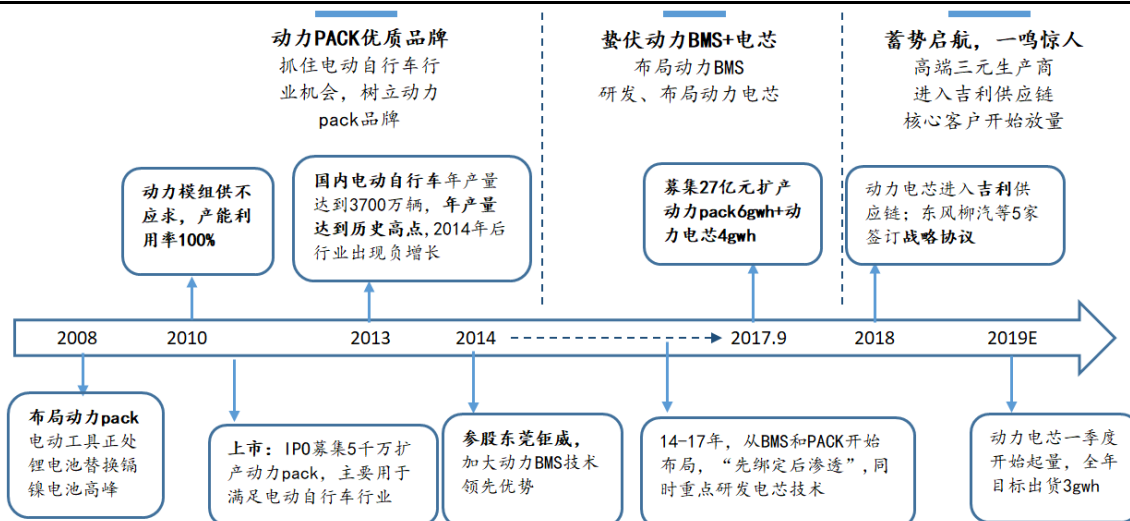 动力PACK优质品牌
抓住电动自行车行
业机会，树立动力
pack品牌
蛰伏动力BMS+电芯
布局动力BMS
研发、布局动力电芯
蓄势启航，一鸣惊人
高端三元生产商
进入吉利供应链
核心客户开始放量
动力模组供不
应求，产能利
用率100%
国内电动自行车年产量
达到3700万辆，年产量
达到历史高点,2014年后
行业出现负增长
募集27亿元扩产
动力pack6gwh+动
力电芯4gwh
动力电芯进入吉利供
应链；东风柳汽等5家
签订战略协议
2008
2010
2013
2014
2017.9
2018
2019E
布局动力pack
电动工具正处
锂电池替换镉
镍电池高峰
上市：IPO募集5千万扩
产动力pack，主要用于
满足电动自行车行业
参股东莞钜威，
加大动力BMS技术
领先优势
14-17年，从BMS和PACK开始
布局，“先绑定后渗透”,同
时重点研发电芯技术
动力电芯一季度
开始起量，全年
目标出货3gwh